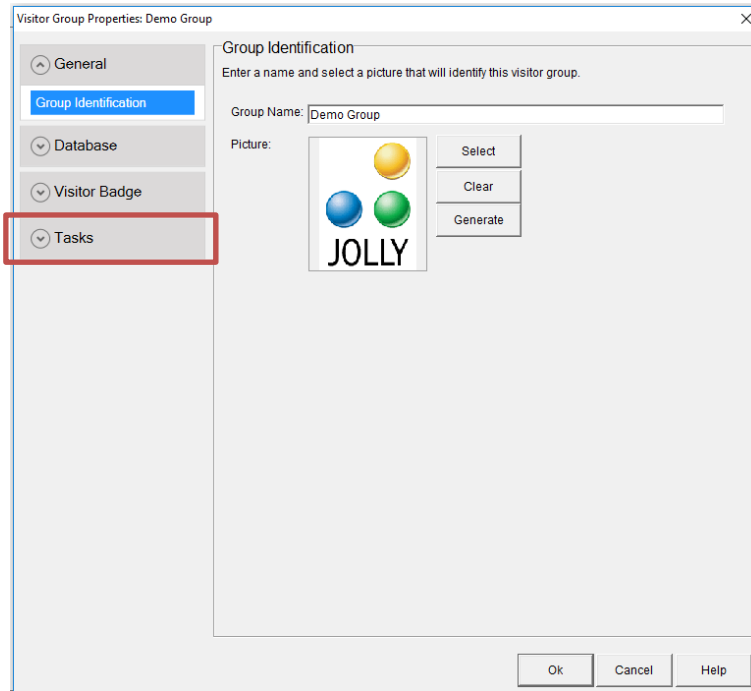 Visitor Group Properties: Demo Group
General
Group Identification
Database
Visitor Badge
Tasks
Group Identification
Enter a name and select a picture that will identify this visitor group.
Group Name: Demo Group
Picture:
JOLLY
Select
Clear
Generate
Ok Cancel Help